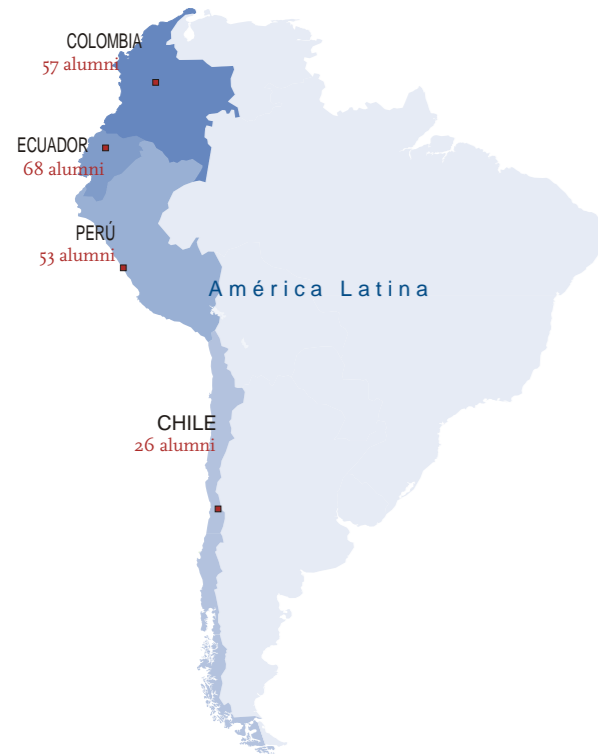 COLOMBIA
57 alumni
ECUADOR
68 alumni
PERÚ
53 alumni
América Latina
CHILE
26 alumni